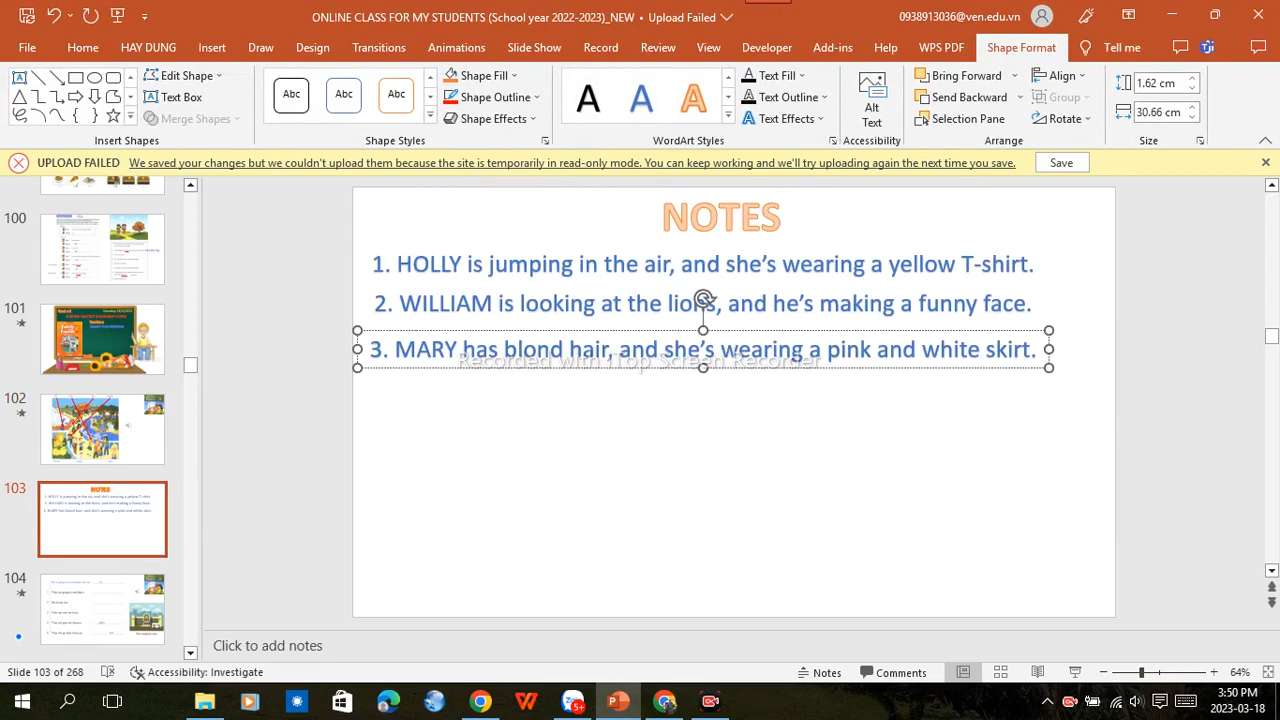 ONLINE CLASS FOR MY STUDENTS (School year 2022-2023)_NEW • Upload Failed
0938913036@ven.edu.vn
File Home HAY DUNG Insert Draw Design Transitions Animations Slide Show Record Review View Developer Add-ins Help WPS PDF Shape Format Tell me
Edit Shape
Text Box
Merge Shapes
Insert Shapes
Abc Abc Abc
Shape Fill
Shape Outline
Shape Effects
Shape Styles
A A A
Text Fill
Text Outline
Text Effects
WordArt Styles
Alt
Text
Accessibility
Bring Forward
Send Backward
Selection Pane
Align
Group
Rotate
Arrange
1.62 cm
30.66 cm
Size
UPLOAD FAILED We saved your changes but we couldn't upload them because the site is temporarily in read-only mode. You can keep working and we'll try uploading again the next time you save. Save
100
101
102
103
104
NOTES
1. HOLLY is jumping in the air, and she's wearing a yellow T-shirt.
2. WILLIAM is looking at the lions, and he's making a funny face.
3. MARY has blond hair, and she's wearing a pink and white skirt.
Recorded with iTop Screen Recorder
Click to add notes
Slide 103 of 268 Accessibility: Investigate Notes Comments 64%
5+
3:50 PM
2023-03-18